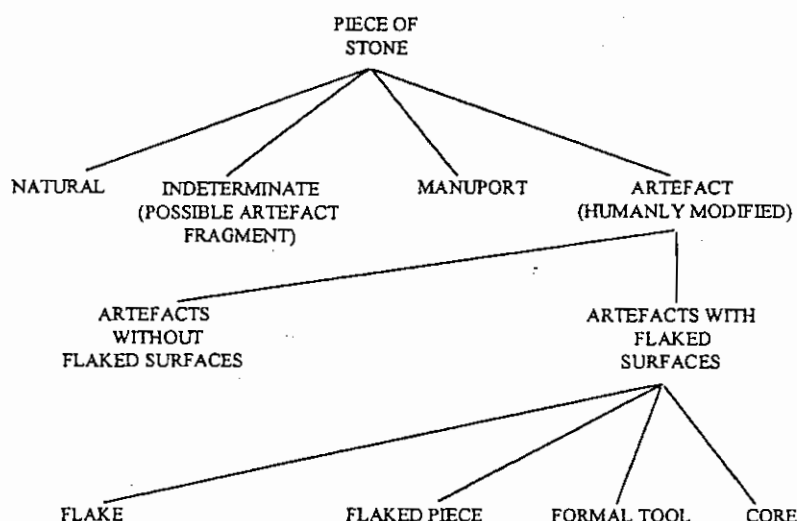 PIECE OF
STONE
NATURAL
INDETERMINATE
(POSSIBLE ARTEFACT
FRAGMENT)
MANUPORT
ARTEFACT
(HUMANLY MODIFIED)
ARTEFACTS
WITHOUT
FLAKED SURFACES
ARTEFACTS WITH
FLAKED
SURFACES
FLAKE
FLAKED PIECE
FORMAL TOOL
CORE